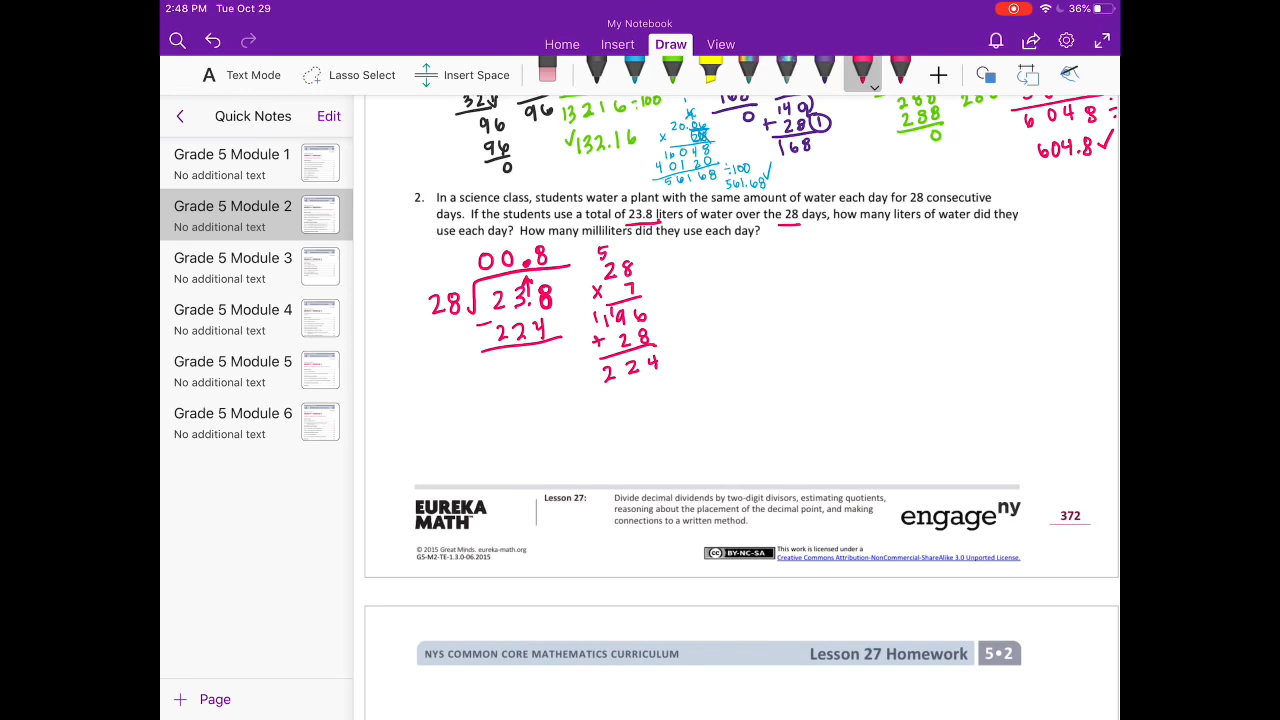 2:48 PM Tue Oct 29
36%
My Notebook
Home Insert Draw View
A Text Mode Lasso Select Insert Space
Quick Notes Edit
Grade 5 Module 1
No additional text
Grade 5 Module 2
No additional text
Grade 5 Module 3
No additional text
Grade 5 Module 4
No additional text
Grade 5 Module 5
No additional text
Grade 5 Module 6
No additional text
+ Page
96
96
0
96
13216 ÷100
√132.16
20.06
x
16048
40120
56168
÷100
561.68
0
140
+ 281
168
288
288
0
6048
604.8 ✓
2. In a science class, students water a plant with the same amount of water each day for 28 consecutive
days. If the students use a total of 23.8 liters of water over the 28 days, how many liters of water did they
use each day? How many milliliters did they use each day?
00.8
28 23.8
224
5
28
x 7
196
+ 28
224
EUREKA
MATH™
Lesson 27:
Divide decimal dividends by two-digit divisors, estimating quotients,
reasoning about the placement of the decimal point, and making
connections to a written method.
engage ny
372
© 2015 Great Minds. eureka-math.org
G5-M2-TE-1.3.0-06.2015
CC BY-NC-SA
This work is licensed under a
Creative Commons Attribution-NonCommercial-ShareAlike 3.0 Unported License.
NYS COMMON CORE MATHEMATICS CURRICULUM
Lesson 27 Homework 5•2